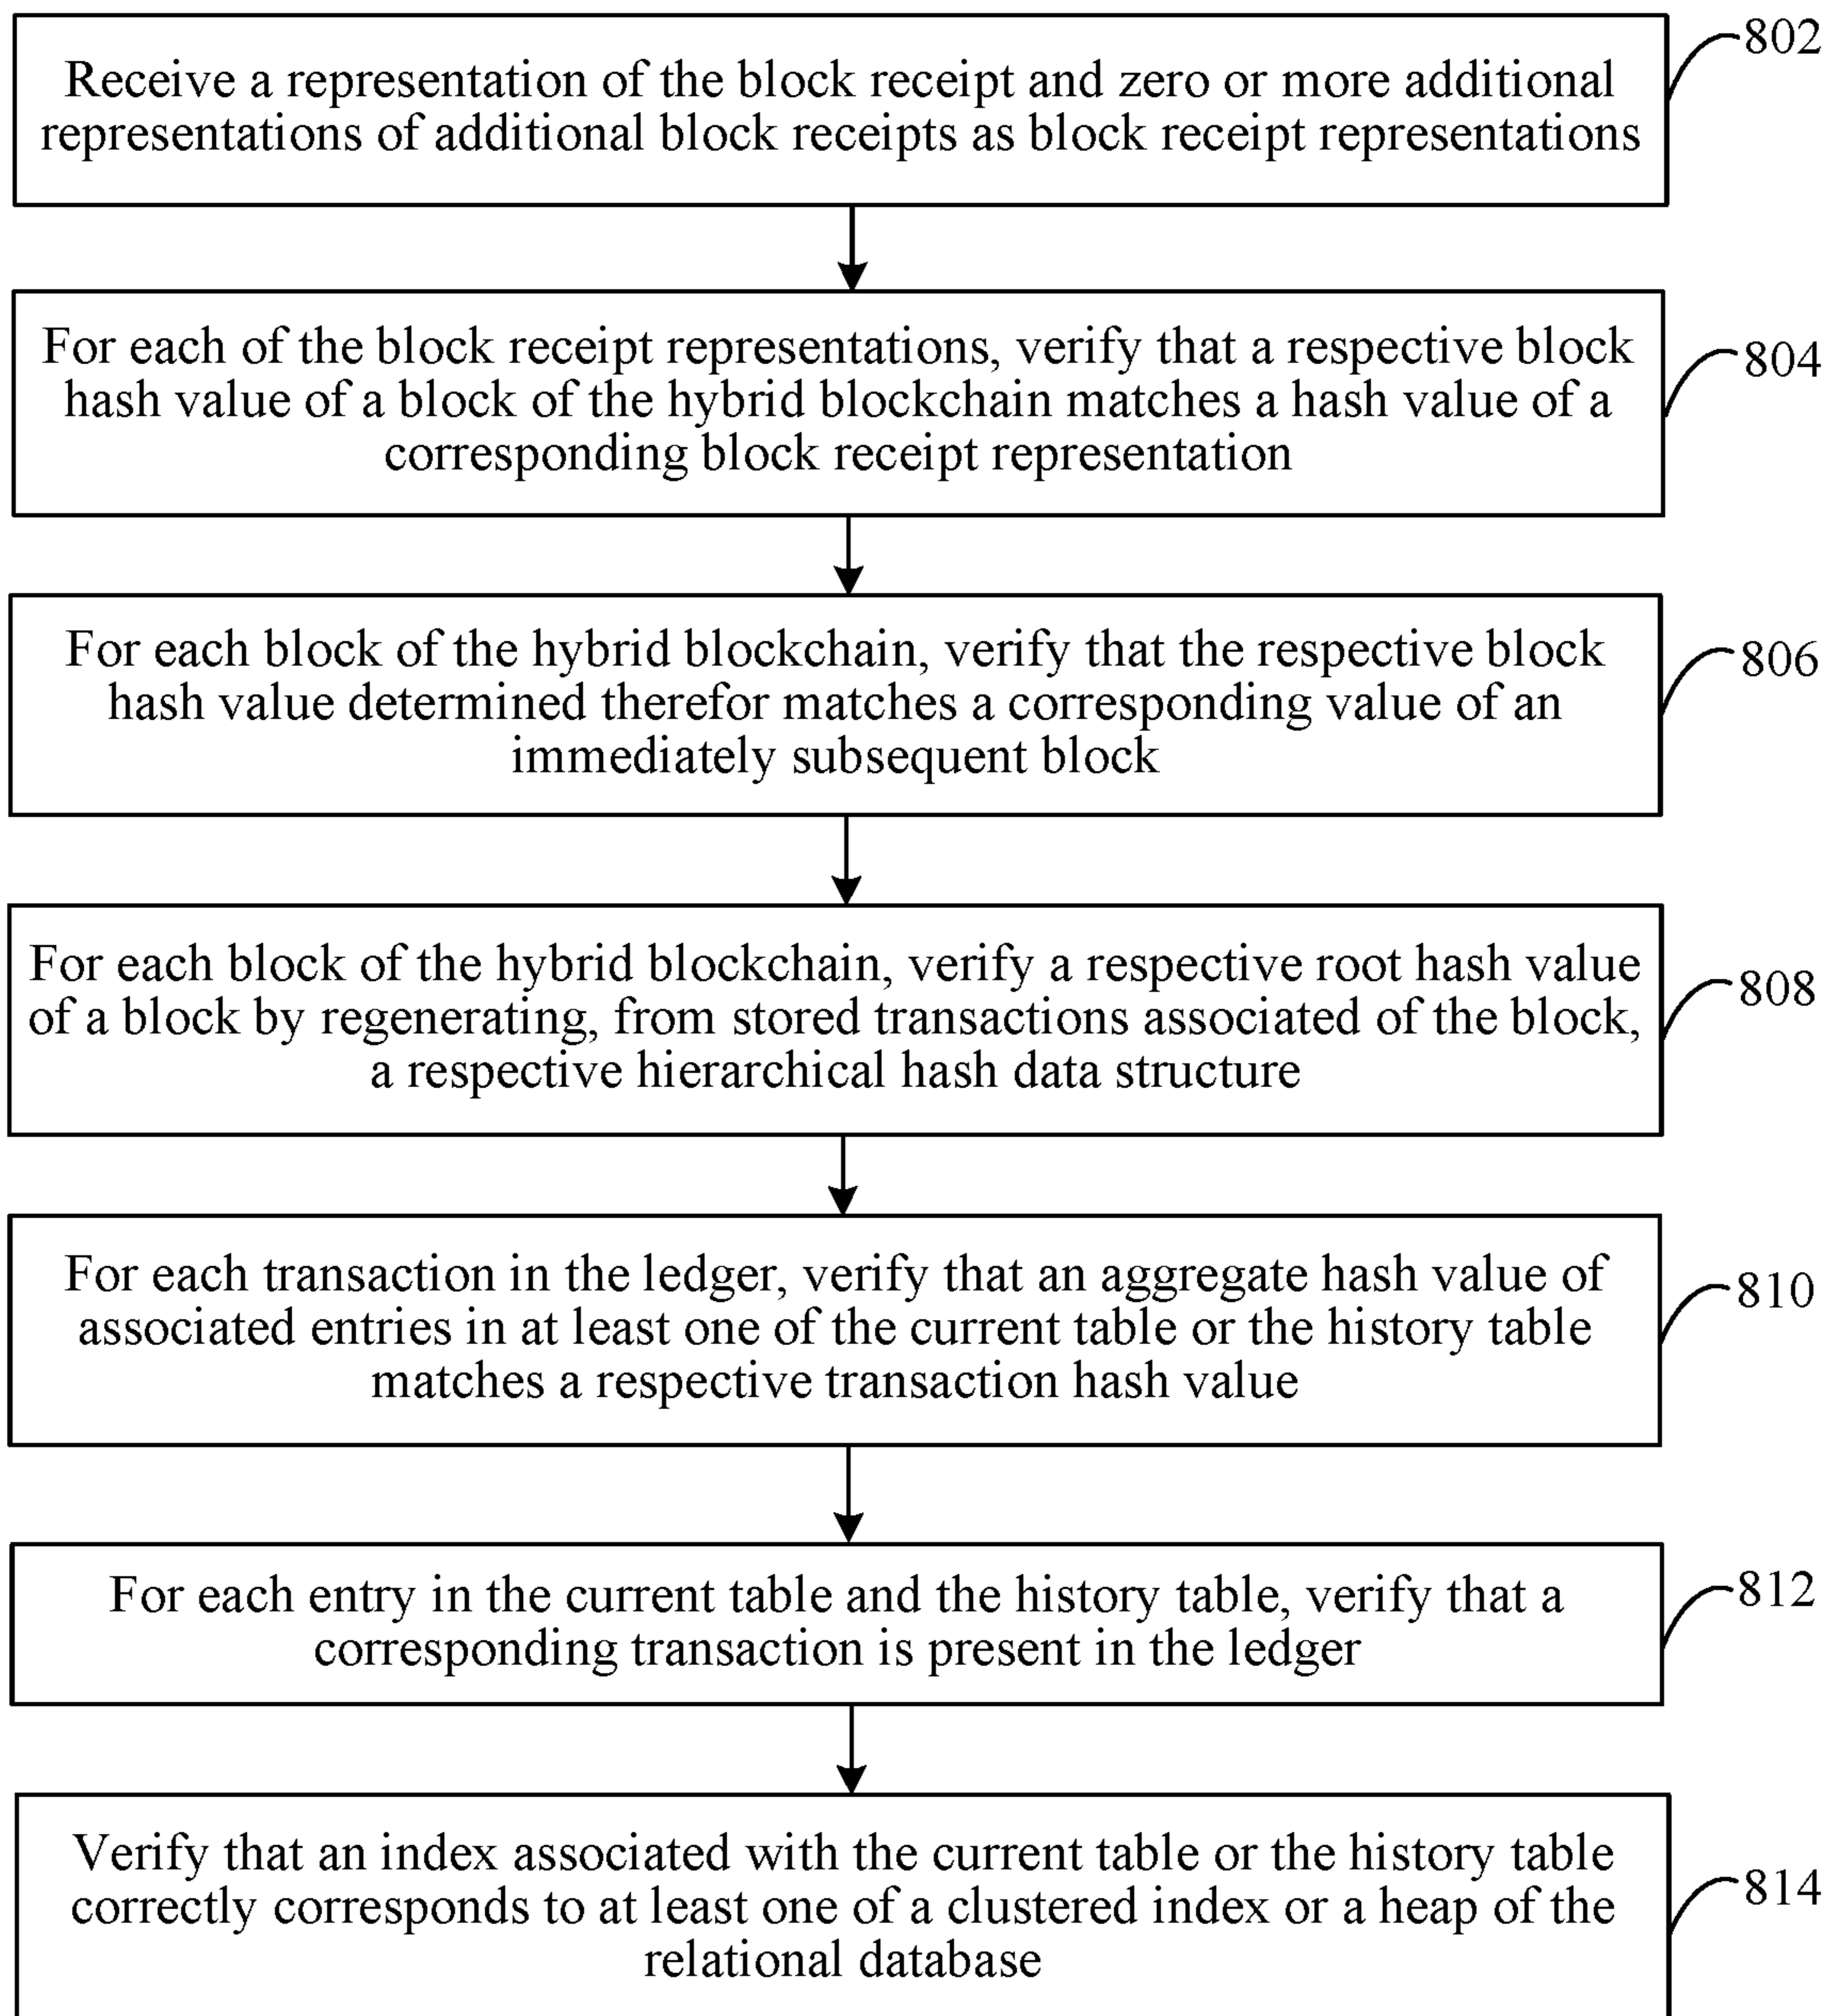 802
Receive a representation of the block receipt and zero or more additional
representations of additional block receipts as block receipt representations
804
For each of the block receipt representations, verify that a respective block
hash value of a block of the hybrid blockchain matches a hash value of a
corresponding block receipt representation
806
For each block of the hybrid blockchain, verify that the respective block
hash value determined therefor matches a corresponding value of an
immediately subsequent block
808
For each block of the hybrid blockchain, verify a respective root hash value
of a block by regenerating, from stored transactions associated of the block,
a respective hierarchical hash data structure
810
For each transaction in the ledger, verify that an aggregate hash value of
associated entries in at least one of the current table or the history table
matches a respective transaction hash value
812
For each entry in the current table and the history table, verify that a
corresponding transaction is present in the ledger
814
Verify that an index associated with the current table or the history table
correctly corresponds to at least one of a clustered index or a heap of the
relational database